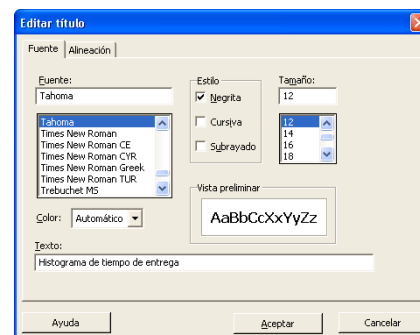 Editar título
Fuente
Alineación
Fuente:
Tahoma
Tahoma
Times New Roman
Times New Roman CE
Times New Roman CYR
Times New Roman Greek
Times New Roman TUR
Trebuchet MS
Estilo
Negrita
Cursiva
Subrayado
Tamaño:
12
12
14
16
18
Color:
Automático
Vista preliminar
AaBbCcXxYyZz
Texto:
Histograma de tiempo de entrega
Ayuda
Aceptar
Cancelar